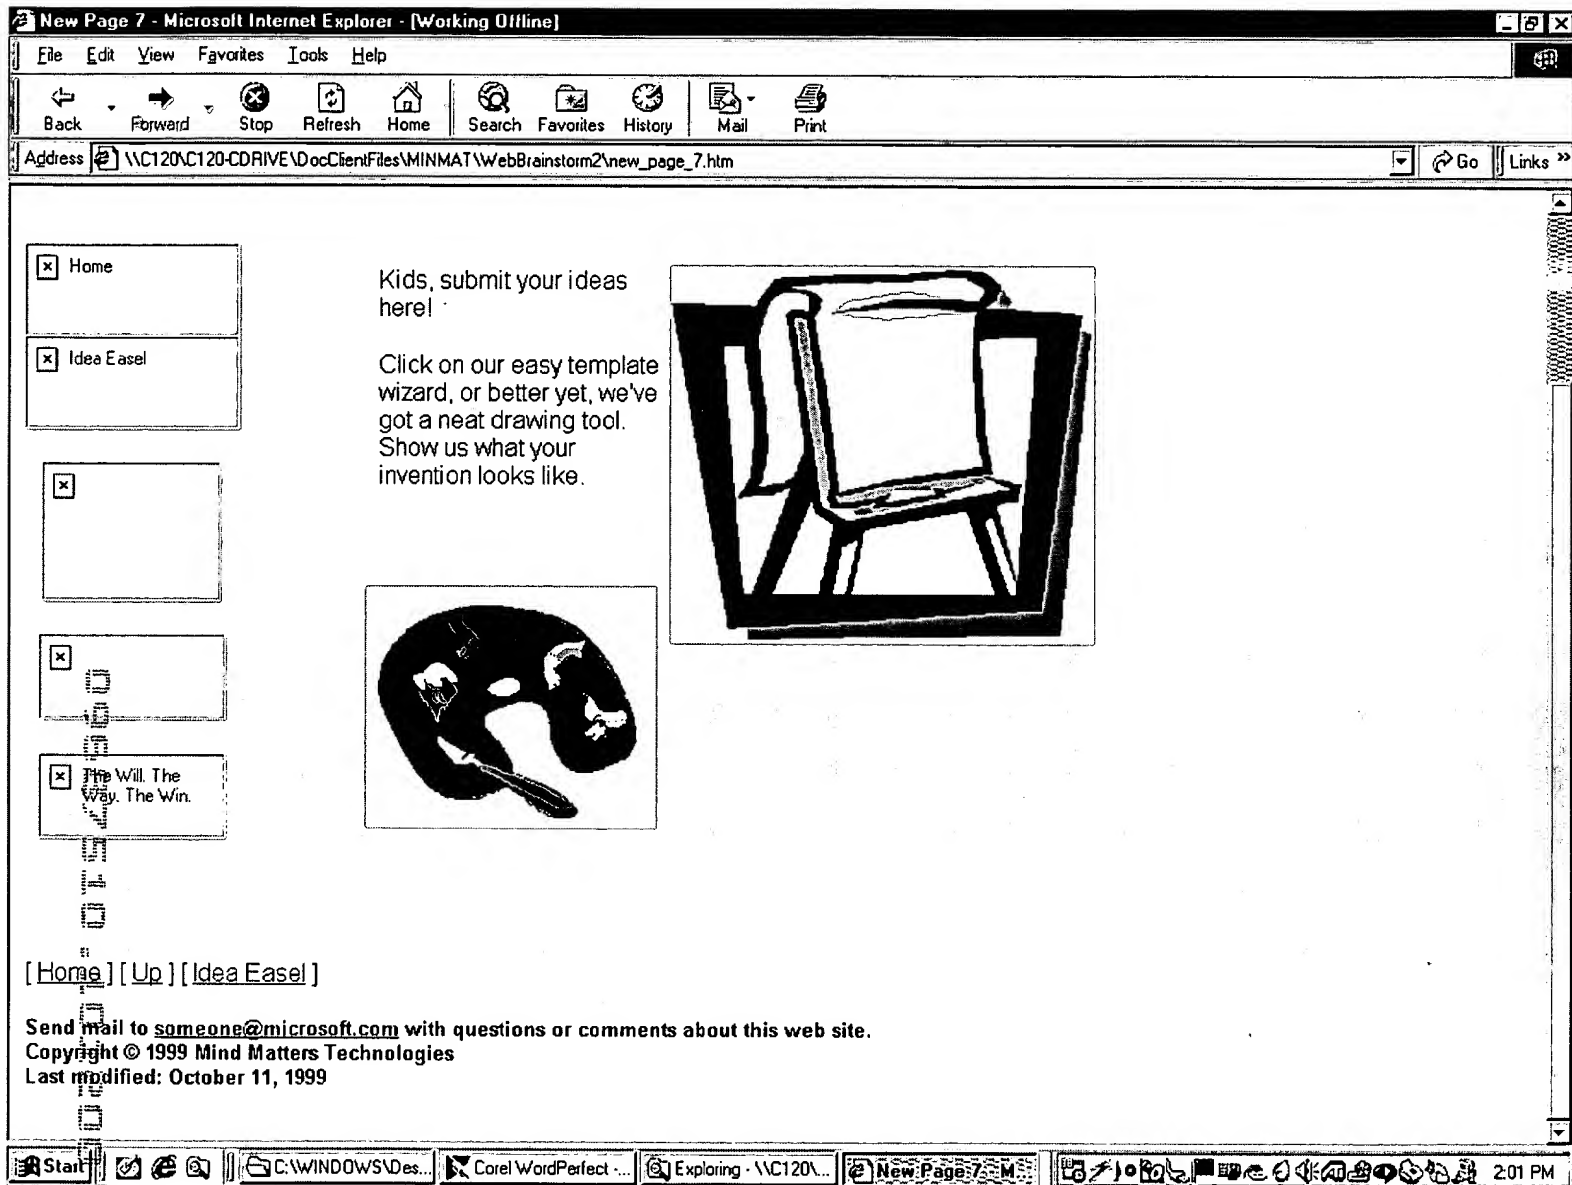 New Page 7 - Microsoft Internet Explorer - [Working Offline]
File Edit View Favorites Tools Help
Back Forward Stop Refresh Home Search Favorites History Mail Print
Address \\C120\C120-CDRIVE\DocClientFiles\MINMAT\WebBrainstorm2\new_page_7.htm Go Links »
Home
Idea Easel
Kids, submit your ideas
here!
Click on our easy template
wizard, or better yet, we've
got a neat drawing tool.
Show us what your
invention looks like.
The Will. The
Way. The Win.
[ Home ] [ Up ] [ Idea Easel ]
Send mail to someone@microsoft.com with questions or comments about this web site.
Copyright © 1999 Mind Matters Technologies
Last modified: October 11, 1999
Start C:\WINDOWS\Des... Corel WordPerfect -... Exploring - \\C120\... New Page 7 - M... 2:01 PM